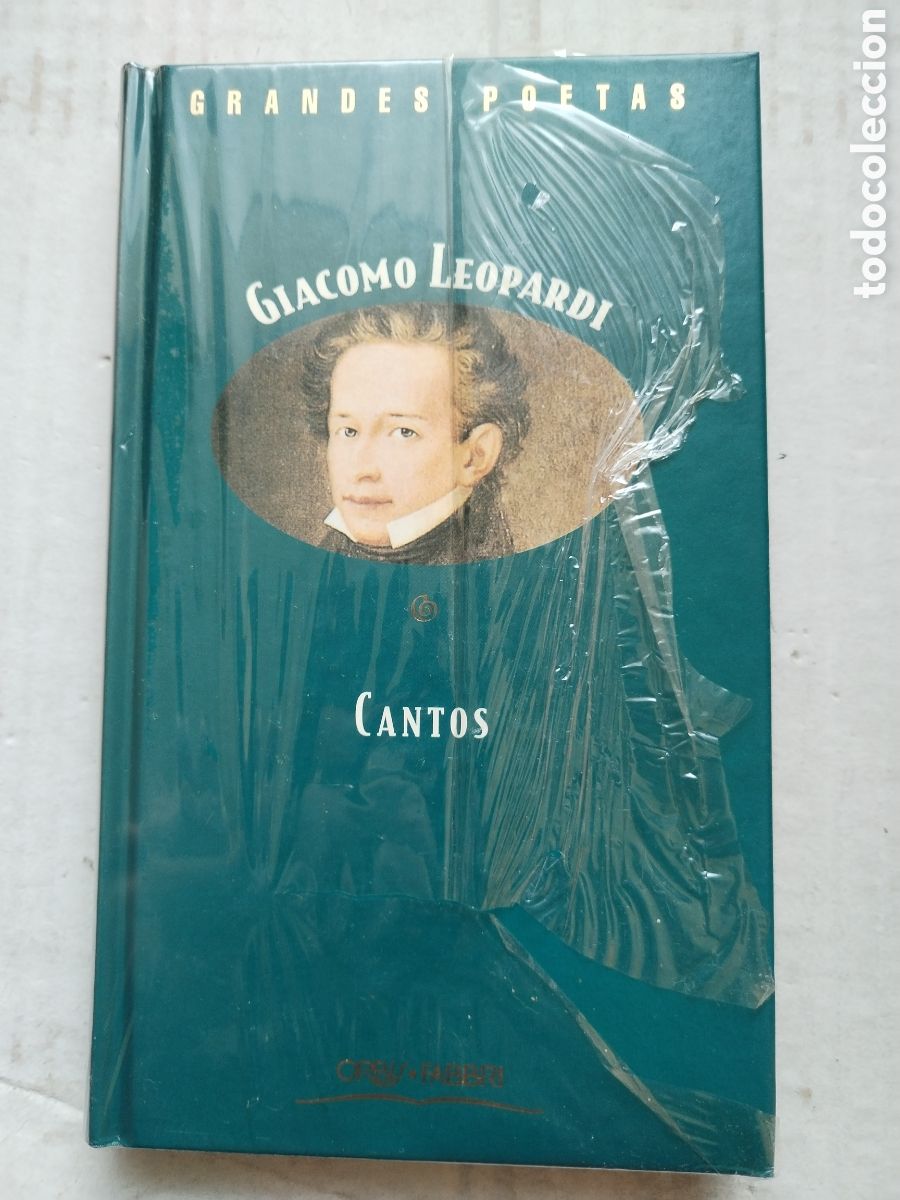 GRANDES POETAS
GIACOMO LEOPARDI
CANTOS
ORBIS • FABBRI
todocoleccion